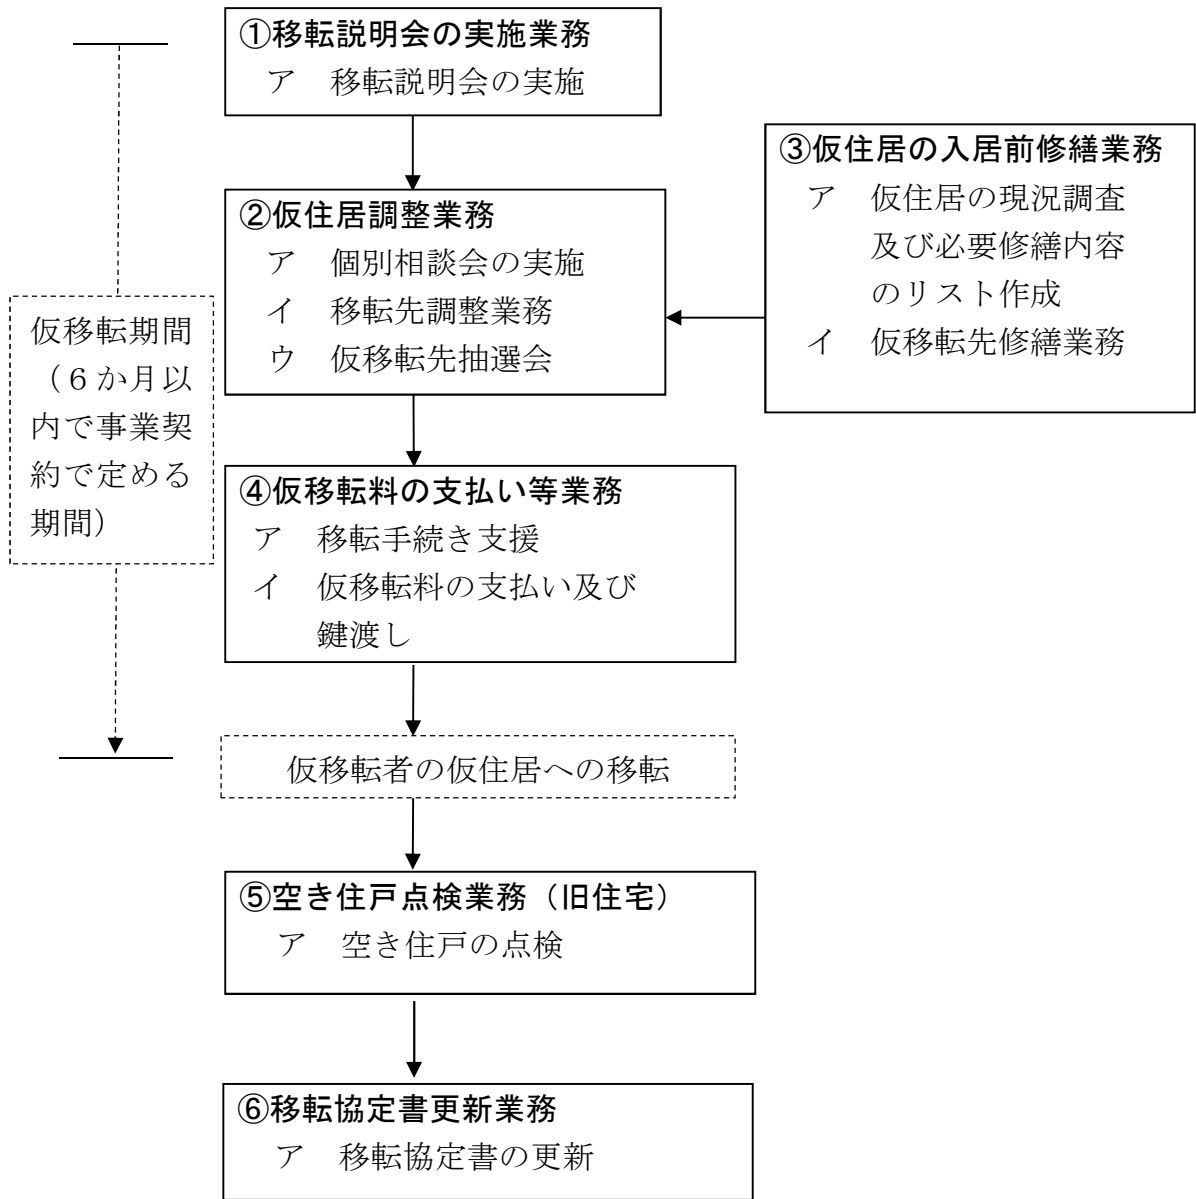 ①移転説明会の実施業務
ア　移転説明会の実施
③仮住居の入居前修繕業務
ア　仮住居の現況調査
及び必要修繕内容
のリスト作成
イ　仮移転先修繕業務
②仮住居調整業務
ア　個別相談会の実施
イ　移転先調整業務
ウ　仮移転先抽選会
仮移転期間
（６か月以
内で事業契
約で定める
期間）
④仮移転料の支払い等業務
ア　移転手続き支援
イ　仮移転料の支払い及び
鍵渡し
仮移転者の仮住居への移転
⑤空き住戸点検業務（旧住宅）
ア　空き住戸の点検
⑥移転協定書更新業務
ア　移転協定書の更新